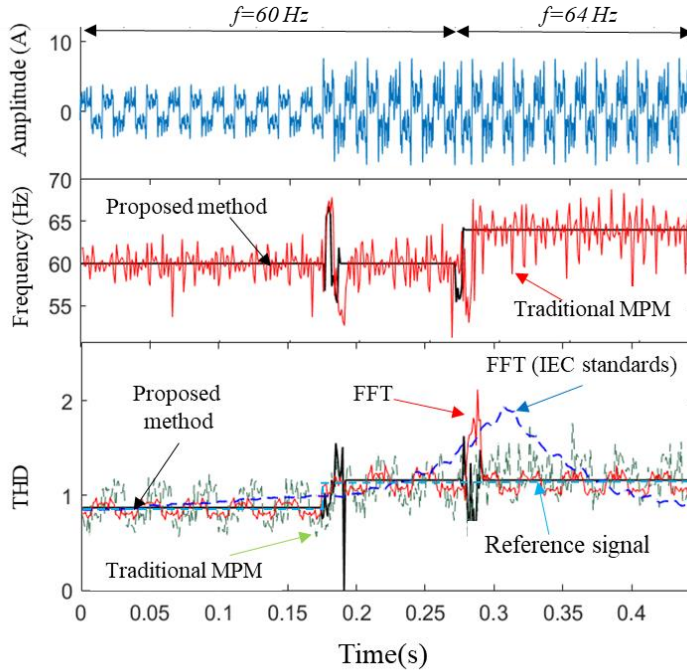 f=60 Hz
f=64 Hz
10
0
Amplitude (A)
70
65
60
55
Frequency (Hz)
Proposed method
Traditional MPM
2
1
0
THD
Proposed
method
FFT
FFT (IEC standards)
Traditional MPM
Reference signal
0
0.05
0.1
0.15
0.2
0.25
0.3
0.35
0.4
Time(s)